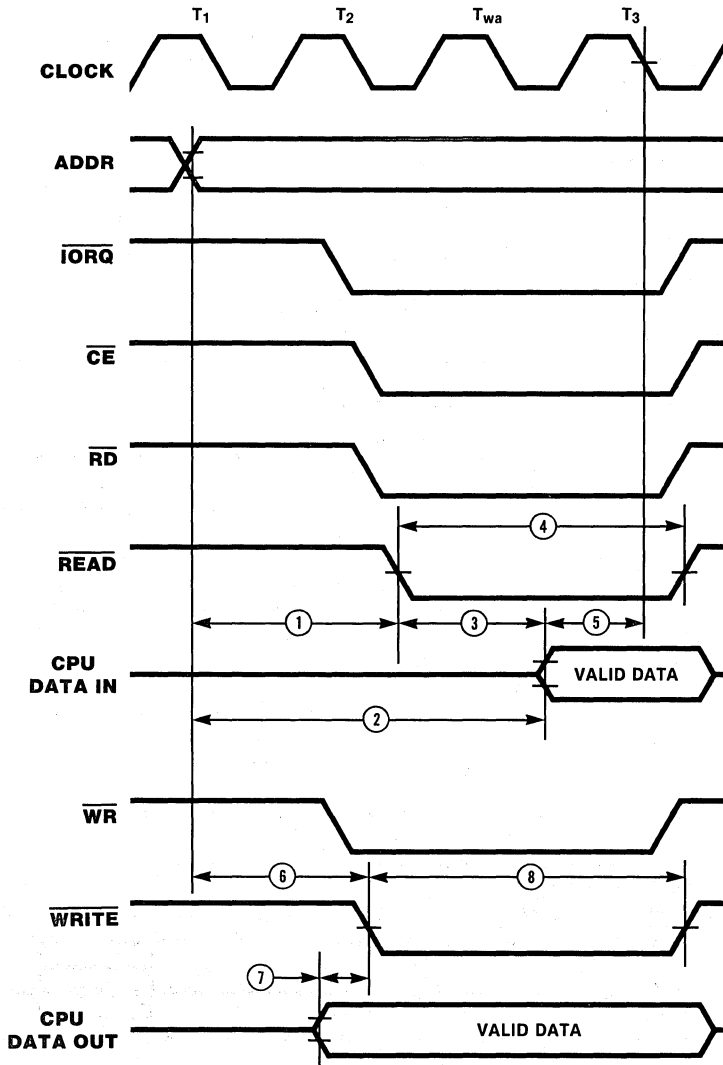 T1 T2 Twa T3
CLOCK
ADDR
IORQ
CE
RD
4
READ
1 3 5
CPU
DATA IN
VALID DATA
2
WR
6 8
WRITE
7
CPU
DATA OUT
VALID DATA